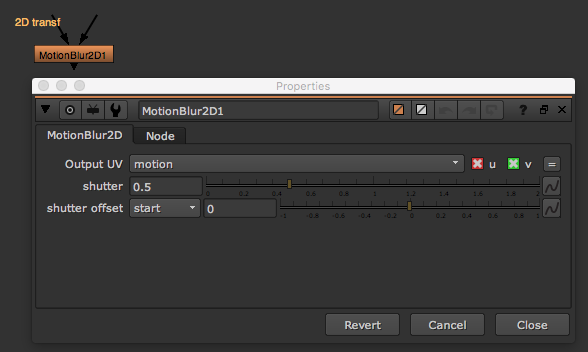 2D transf
MotionBlur2D1
Properties
MotionBlur2D1
?
MotionBlur2D Node
Output UV motion u v =
shutter 0.5
0 0.2 0.4 0.6 0.8 1 1.2 1.4 1.6 1.8 2
shutter offset start 0
-1 -0.8 -0.6 -0.4 -0.2 0 0.2 0.4 0.6 0.8 1
Revert Cancel Close